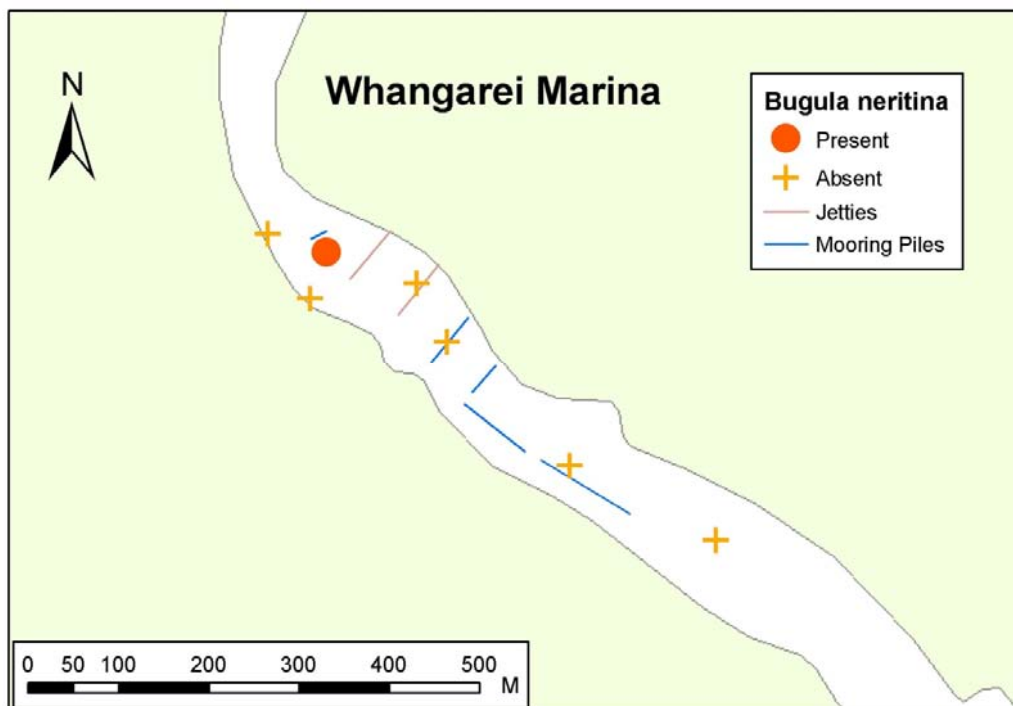 Whangarei Marina
N
Bugula neritina
Present
Absent
Jetties
Mooring Piles
0 50 100 200 300 400 500
M